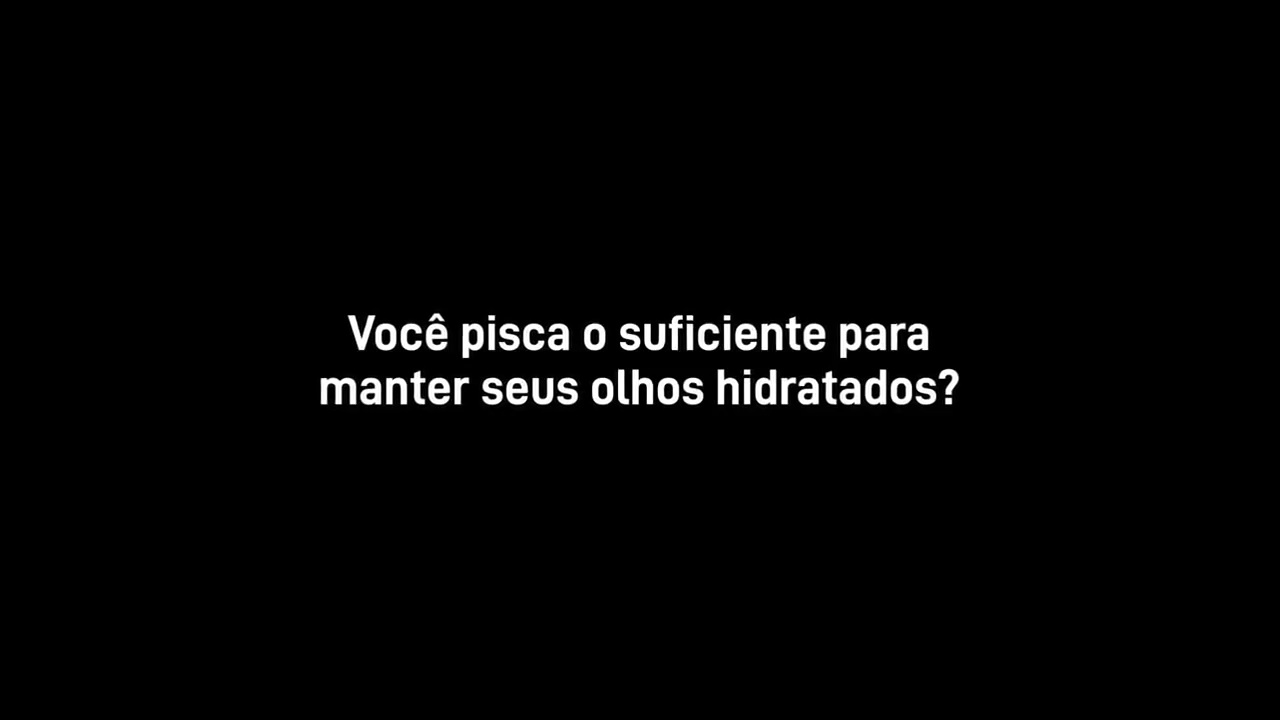 Você pisca o suficiente para
manter seus olhos hidratados?